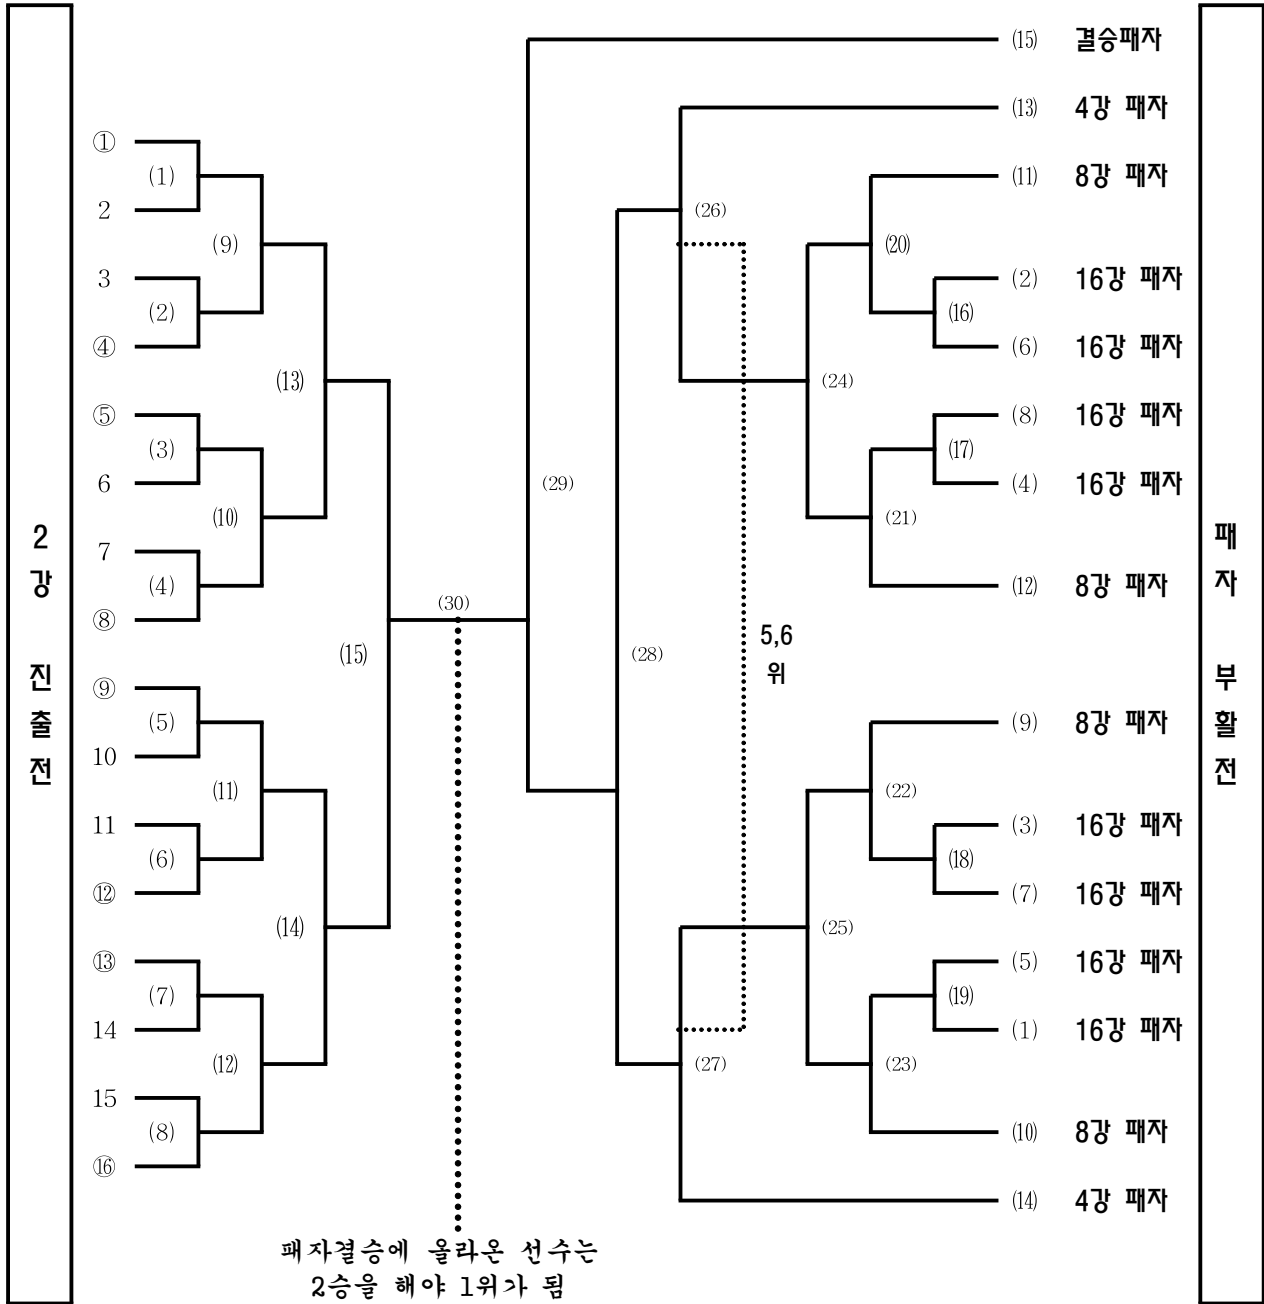 2강 진출전
①
(1)
2
(9)
3
(2)
④
(13)
⑤
(3)
6
(10)
7
(4)
⑧
(15)
⑨
(5)
10
(11)
11
(6)
⑫
(14)
⑬
(7)
14
(12)
15
(8)
⑯
(30)
패자결승에 올라온 선수는
2승을 해야 1위가 됨
(29)
(28)
(26)
5,6
위
(27)
(24)
(25)
(20)
(16)
(17)
(21)
(22)
(18)
(19)
(23)
(15) 결승패자
(13) 4강 패자
(11) 8강 패자
(2) 16강 패자
(6) 16강 패자
(8) 16강 패자
(4) 16강 패자
(12) 8강 패자
(9) 8강 패자
(3) 16강 패자
(7) 16강 패자
(5) 16강 패자
(1) 16강 패자
(10) 8강 패자
(14) 4강 패자
패자 부활전